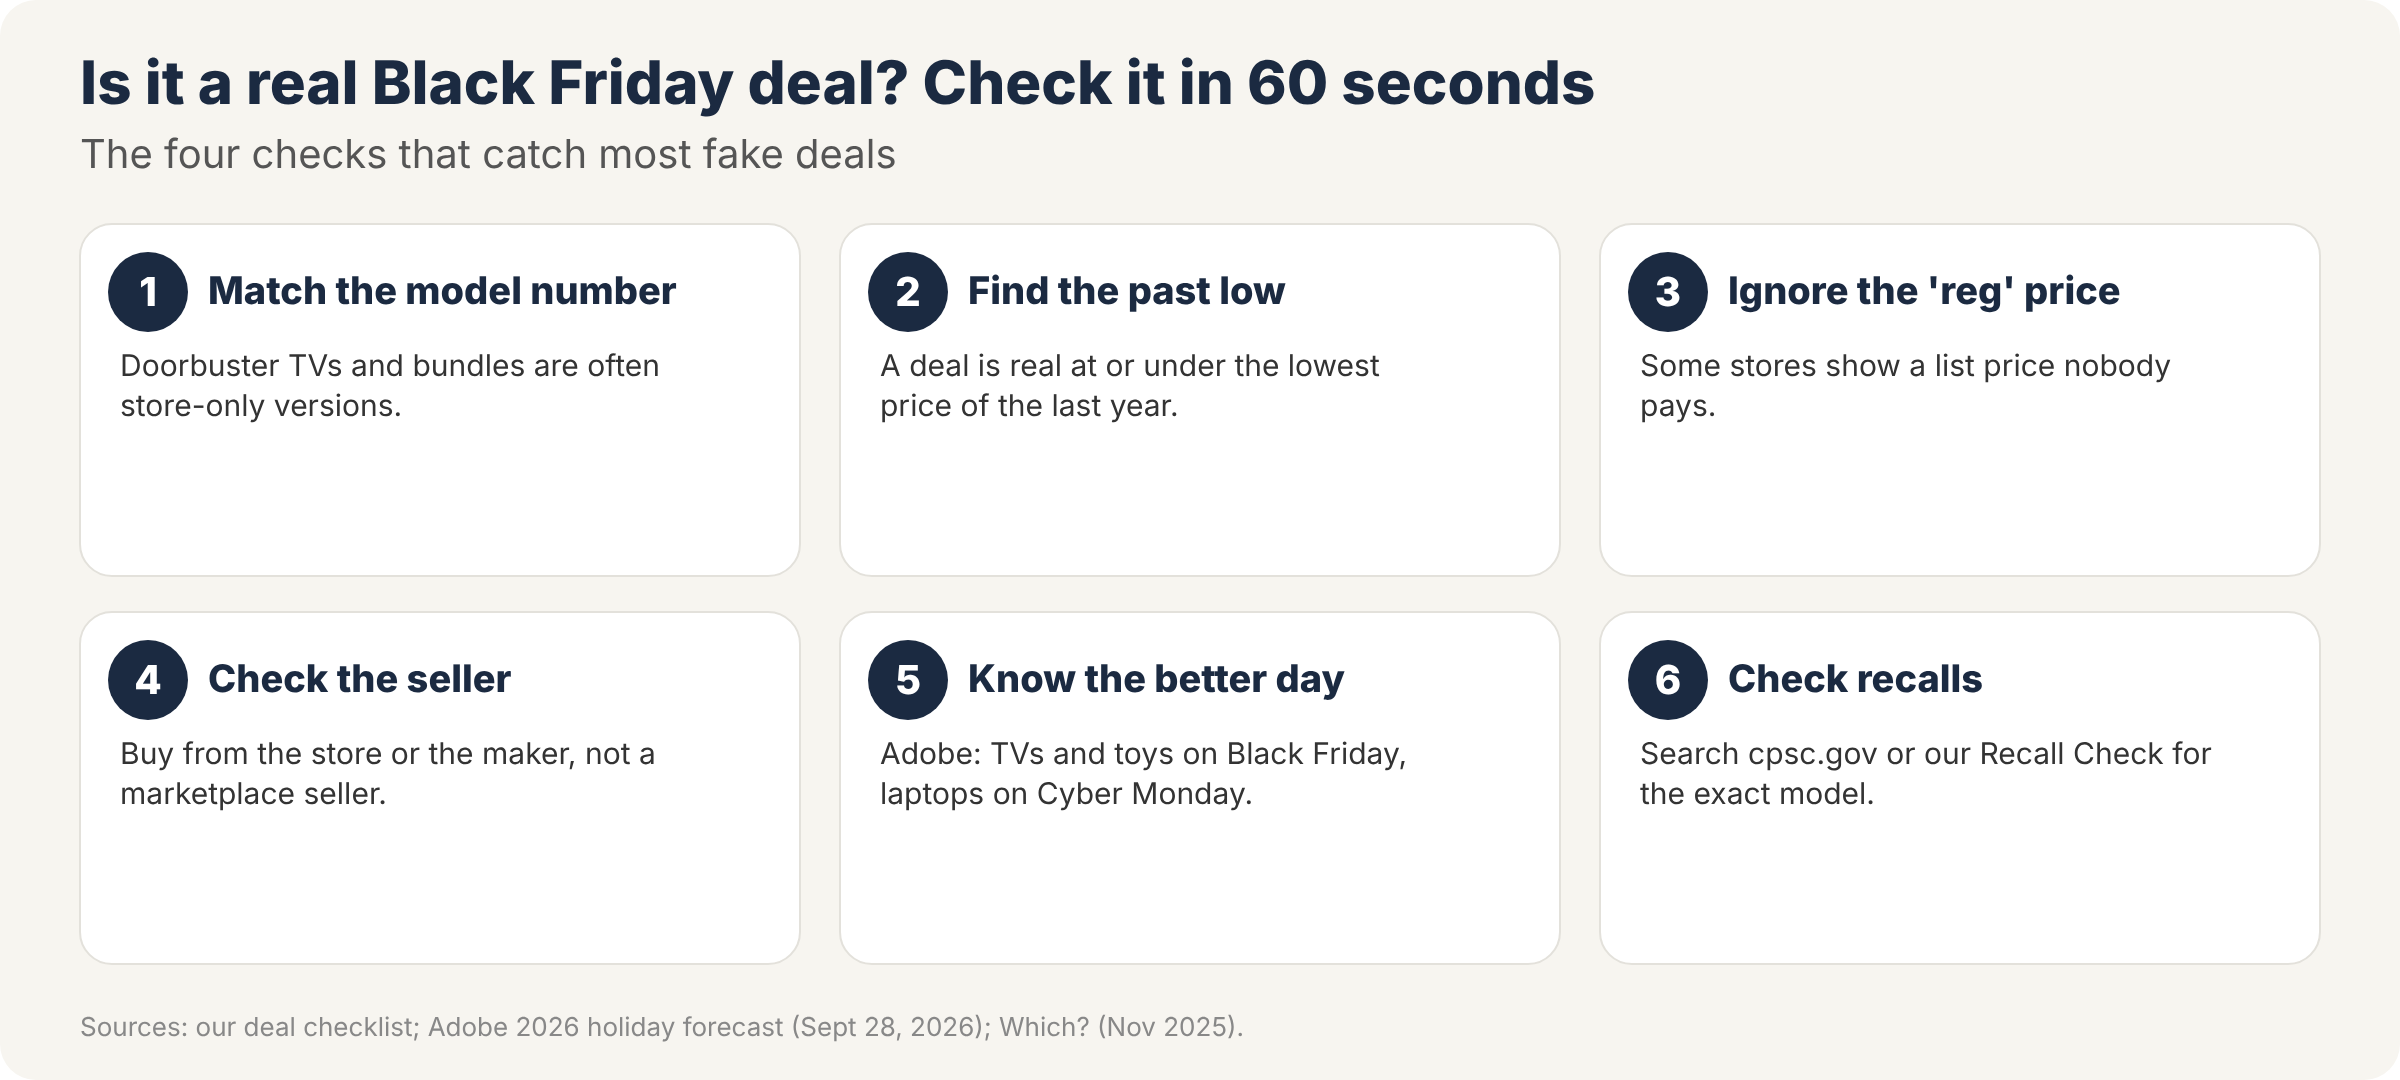 Is it a real Black Friday deal? Check it in 60 seconds
The four checks that catch most fake deals
1 Match the model number
Doorbuster TVs and bundles are often
store-only versions.
2 Find the past low
A deal is real at or under the lowest
price of the last year.
3 Ignore the 'reg' price
Some stores show a list price nobody
pays.
4 Check the seller
Buy from the store or the maker, not a
marketplace seller.
5 Know the better day
Adobe: TVs and toys on Black Friday,
laptops on Cyber Monday.
6 Check recalls
Search cpsc.gov or our Recall Check for
the exact model.
Sources: our deal checklist; Adobe 2026 holiday forecast (Sept 28, 2026); Which? (Nov 2025).